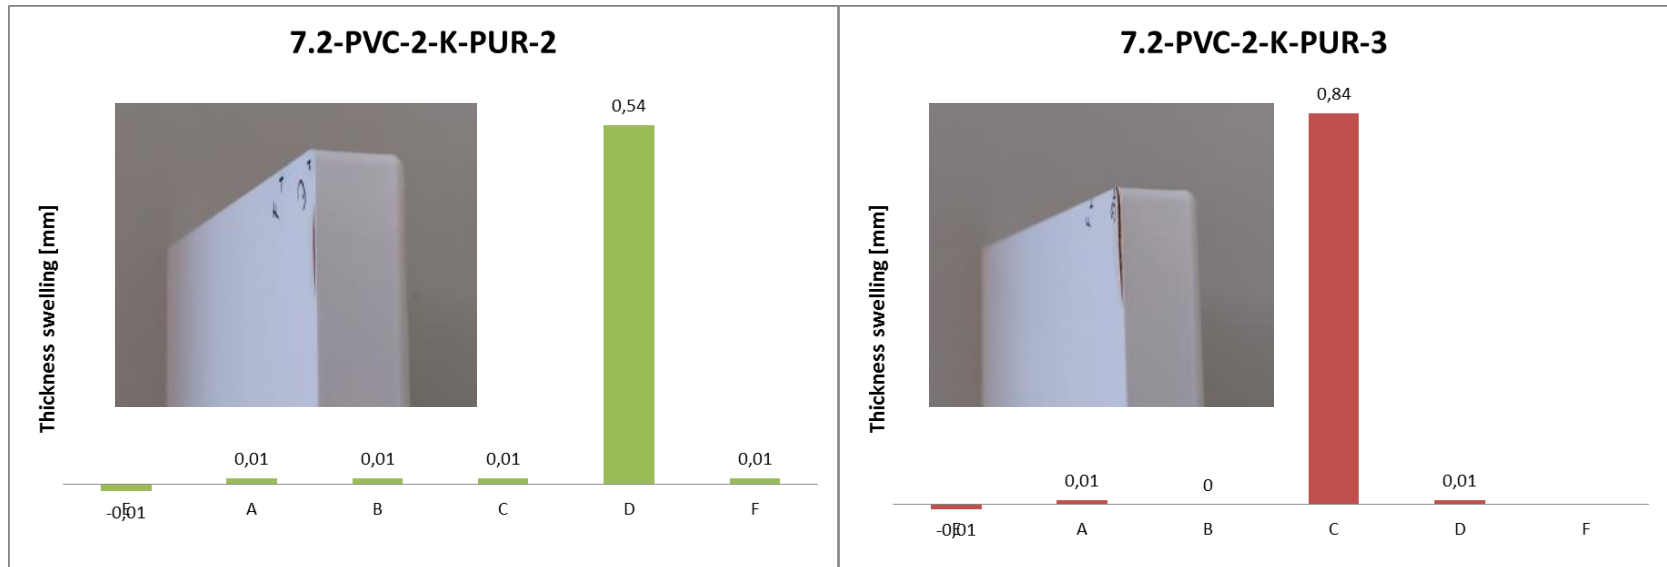 7.2-PVC-2-K-PUR-2
Thickness swelling [mm]
0,54
0,01
0,01
0,01
0,01
-0,01
E
A
B
C
D
F
7.2-PVC-2-K-PUR-3
Thickness swelling [mm]
0,84
0,01
0
0,01
-0,01
E
A
B
C
D
F